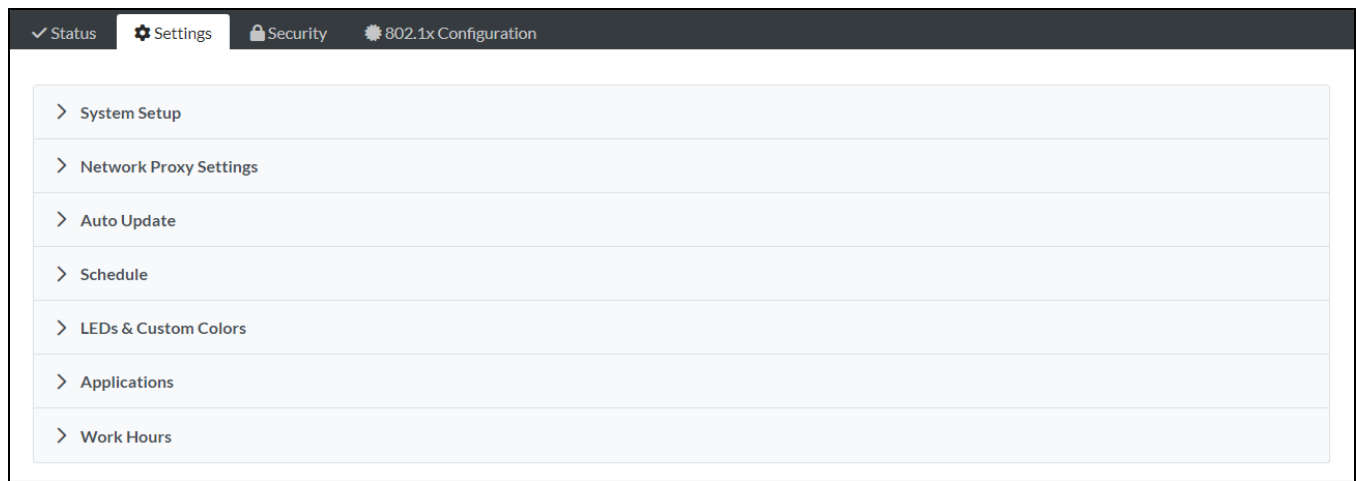 Status Settings Security 802.1x Configuration
System Setup
Network Proxy Settings
Auto Update
Schedule
LEDs & Custom Colors
Applications
Work Hours